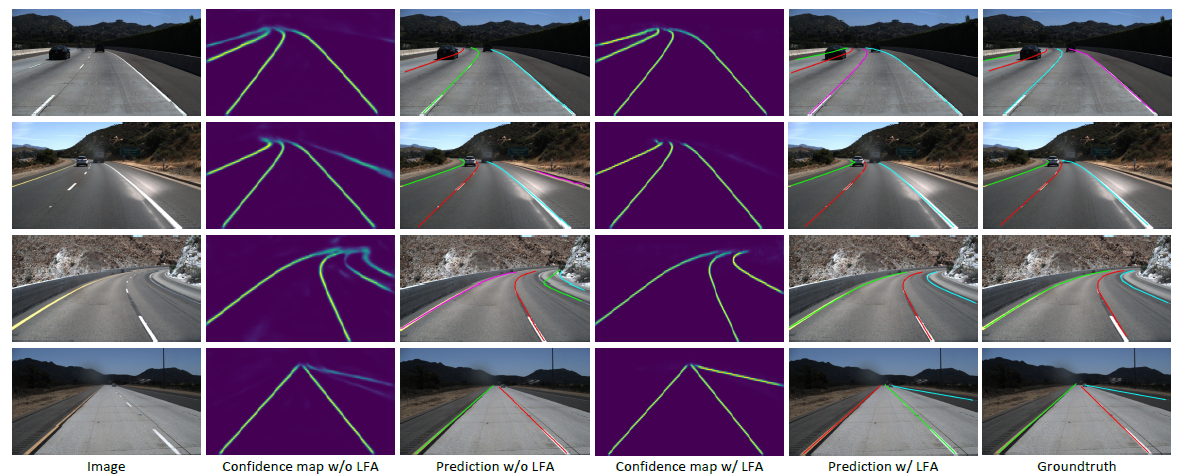 Image
Confidence map w/o LFA
Prediction w/o LFA
Confidence map w/ LFA
Prediction w/ LFA
Groundtruth